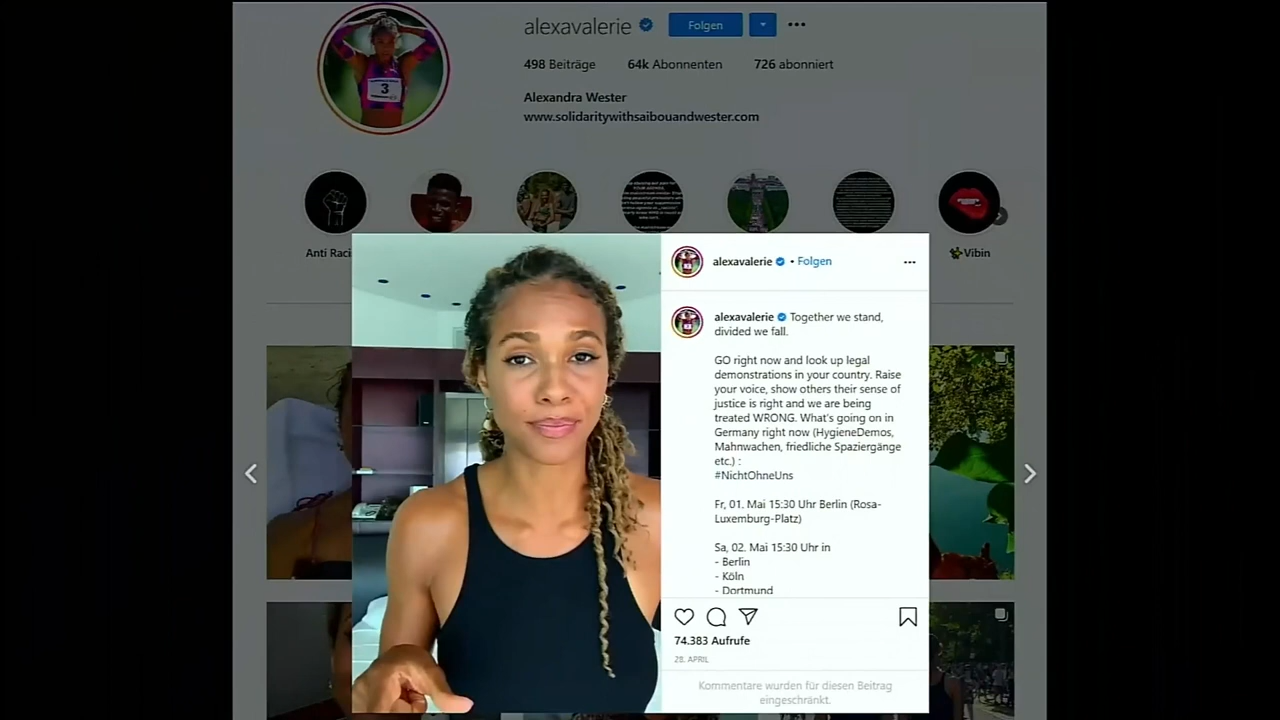 alexavalerie
Folgen
498 Beiträge 64k Abonnenten 726 abonniert
Alexandra Wester
www.solidaritywithsaibouandwester.com
3
Anti Raci
Vibin
alexavalerie • Folgen
alexavalerie Together we stand,
divided we fall.
GO right now and look up legal
demonstrations in your country. Raise
your voice, show others their sense of
justice is right and we are being
treated WRONG. What's going on in
Germany right now (HygieneDemos,
Mahnwachen, friedliche Spaziergänge
etc.) :
#NichtOhneUns
Fr, 01. Mai 15:30 Uhr Berlin (Rosa-
Luxemburg-Platz)
Sa, 02. Mai 15:30 Uhr in
- Berlin
- Köln
- Dortmund
74.383 Aufrufe
28. APRIL
Kommentare wurden für diesen Beitrag
eingeschränkt.